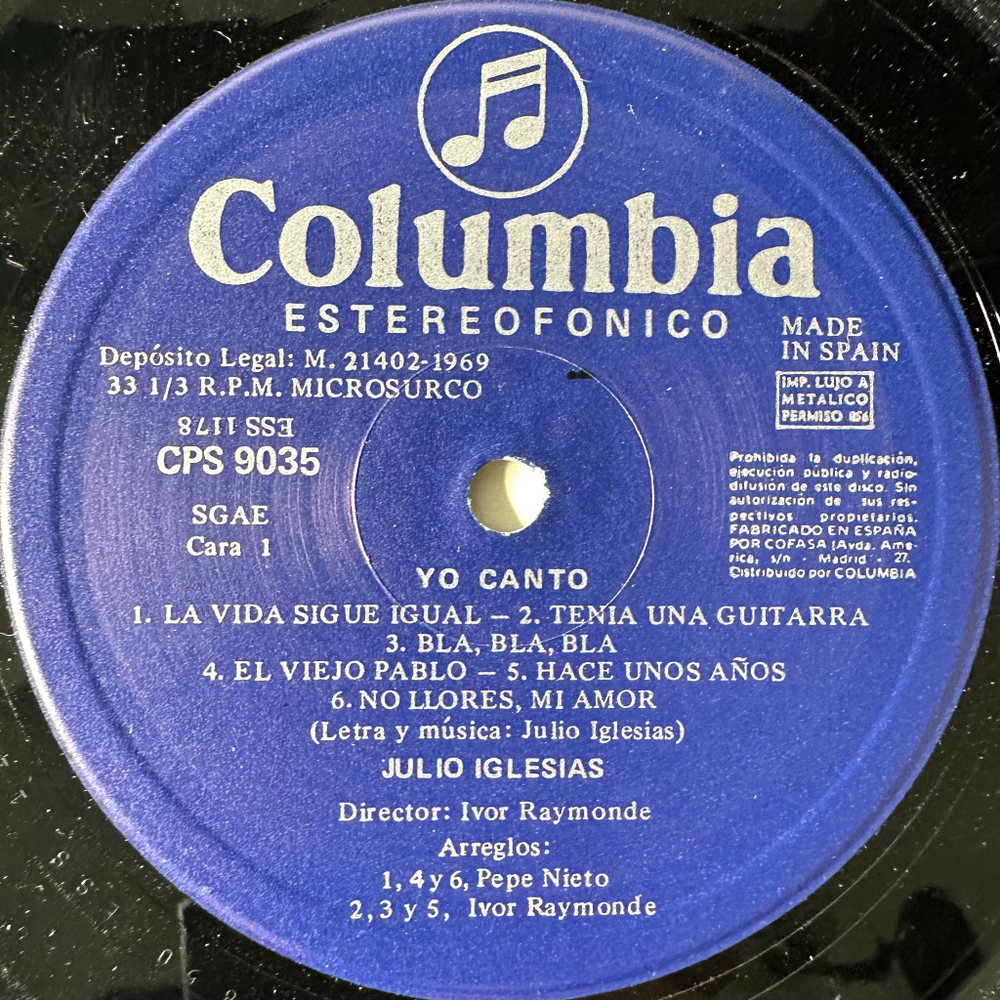 Columbia
ESTEREOFONICO
MADE
IN SPAIN
Depósito Legal: M. 21402-1969
33 1/3 R.P.M. MICROSURCO
IMP. LUJO A
METALICO
PERMISO 856
ESS 1178
CPS 9035
SGAE
Cara 1
Prohibida la duplicación,
ejecución pública y radio-
difusión de este disco. Sin
autorización de sus res-
pectivos propietarios.
FABRICADO EN ESPAÑA
POR COFASA (Avda. Ame-
rica, s/n - Madrid - 27.
Distribuido por COLUMBIA
YO CANTO
1. LA VIDA SIGUE IGUAL – 2. TENIA UNA GUITARRA
3. BLA, BLA, BLA
4. EL VIEJO PABLO – 5. HACE UNOS AÑOS
6. NO LLORES, MI AMOR
(Letra y música: Julio Iglesias)
JULIO IGLESIAS
Director: Ivor Raymonde
Arreglos:
1, 4 y 6, Pepe Nieto
2, 3 y 5, Ivor Raymonde